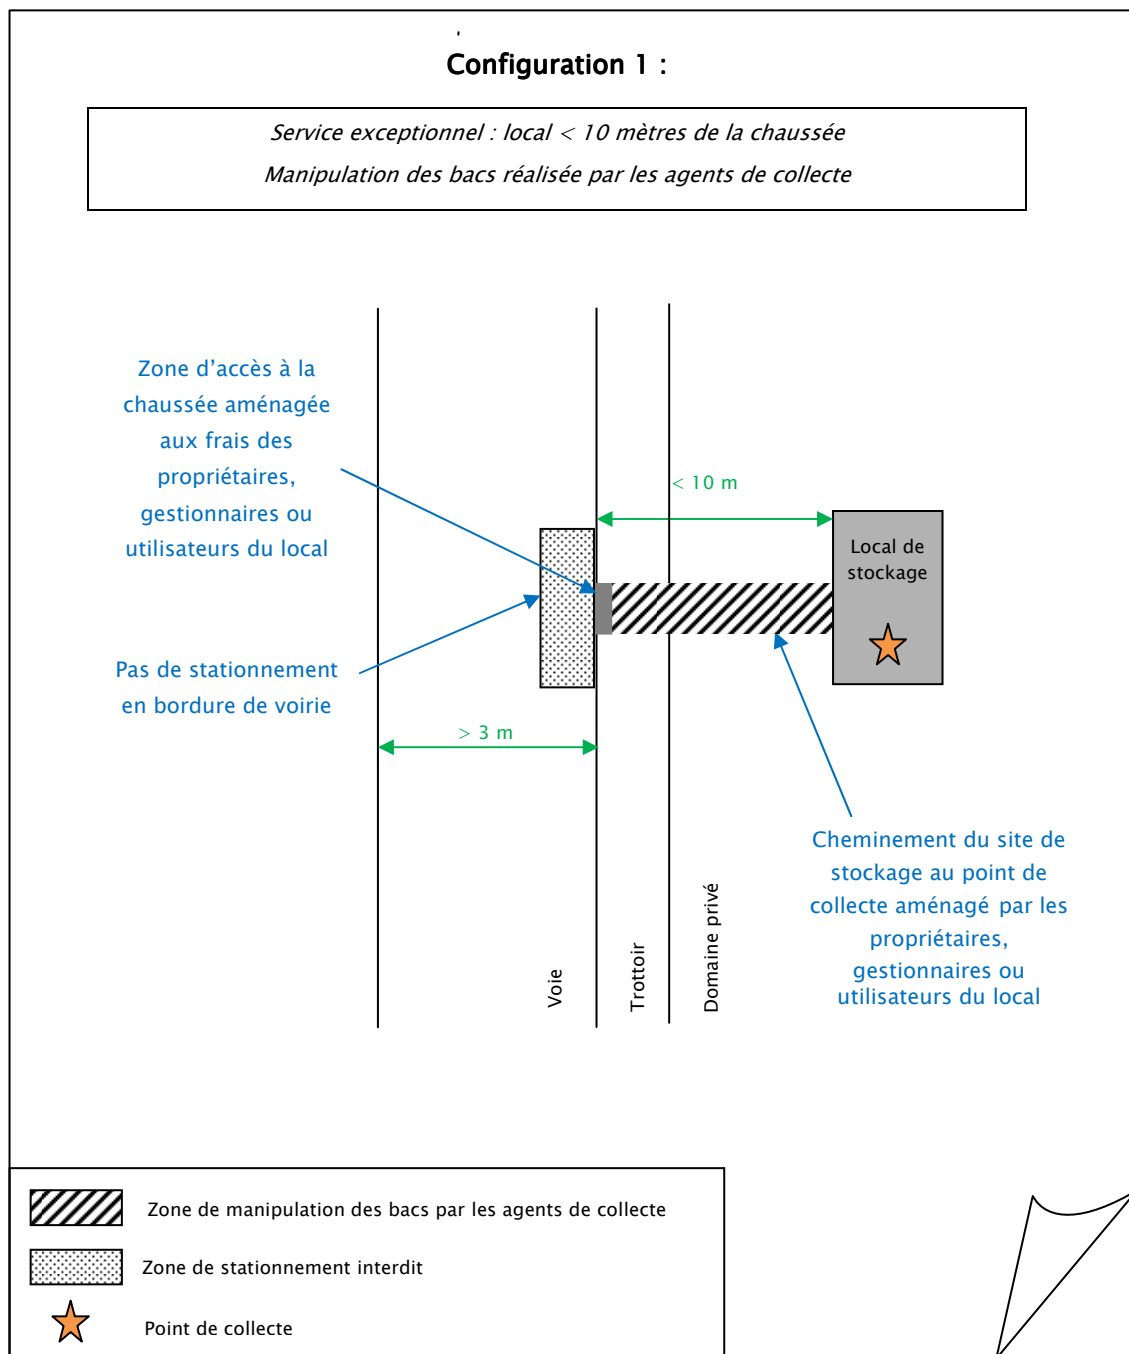 Configuration 1 :
Service exceptionnel : local < 10 mètres de la chaussée
Manipulation des bacs réalisée par les agents de collecte
Zone d’accès à la
chaussée aménagée
aux frais des
propriétaires,
gestionnaires ou
utilisateurs du local
< 10 m
Local de
stockage
Pas de stationnement
en bordure de voirie
> 3 m
Cheminement du site de
stockage au point de
collecte aménagé par les
propriétaires,
gestionnaires ou
utilisateurs du local
Voie
Trottoir
Domaine privé
Zone de manipulation des bacs par les agents de collecte
Zone de stationnement interdit
Point de collecte